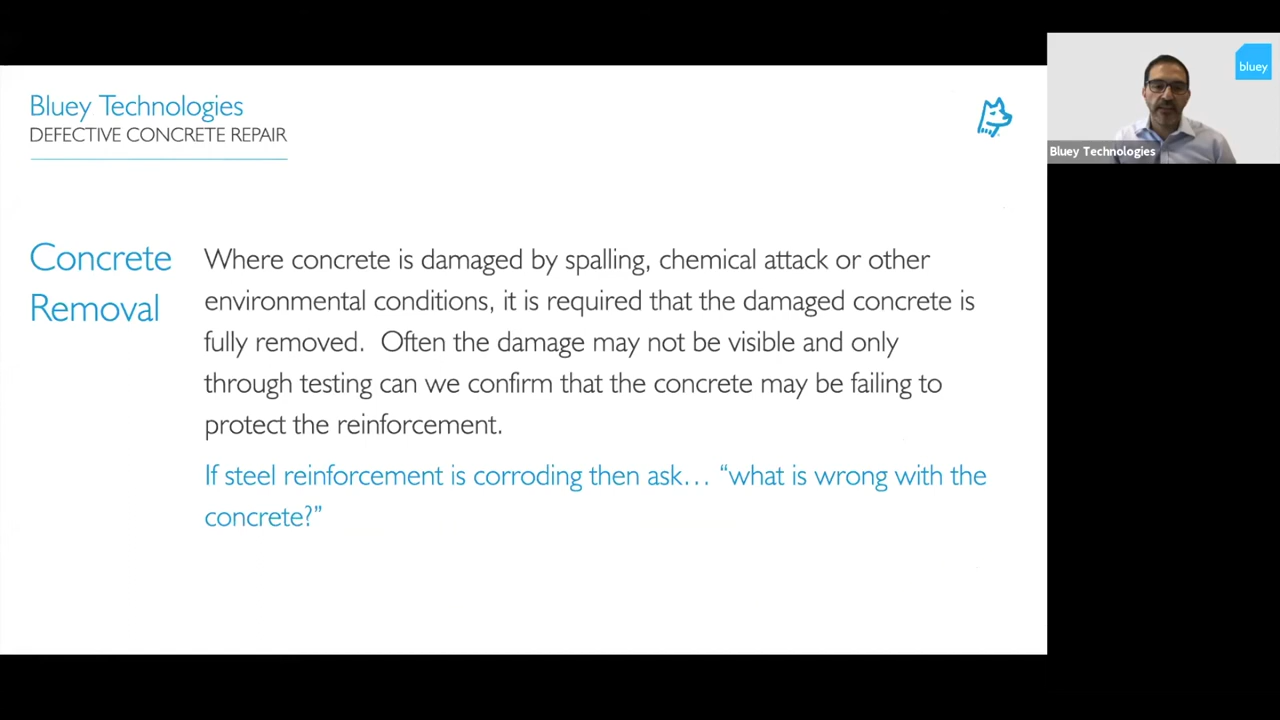 Bluey Technologies
DEFECTIVE CONCRETE REPAIR
Concrete
Removal
Where concrete is damaged by spalling, chemical attack or other
environmental conditions, it is required that the damaged concrete is
fully removed.  Often the damage may not be visible and only
through testing can we confirm that the concrete may be failing to
protect the reinforcement.
If steel reinforcement is corroding then ask… “what is wrong with the
concrete?”
bluey
Bluey Technologies